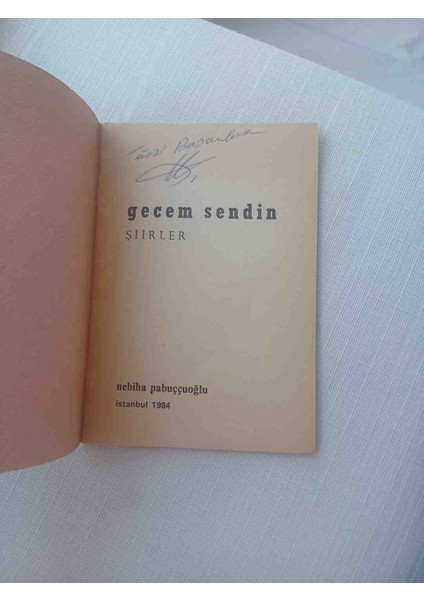 gecem sendin
ŞİİRLER
nebiha pabuççuoğlu
istanbul 1984